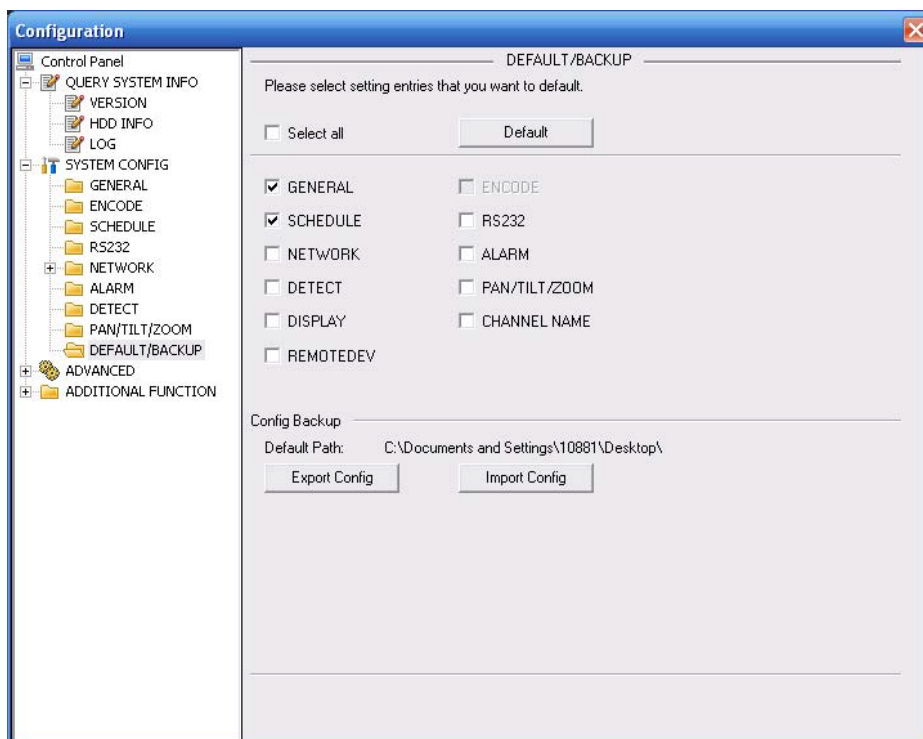 Configuration
Control Panel
QUERY SYSTEM INFO
VERSION
HDD INFO
LOG
SYSTEM CONFIG
GENERAL
ENCODE
SCHEDULE
RS232
NETWORK
ALARM
DETECT
PAN/TILT/ZOOM
DEFAULT/BACKUP
ADVANCED
ADDITIONAL FUNCTION
DEFAULT/BACKUP
Please select setting entries that you want to default.
Select all Default
GENERAL ENCODE
SCHEDULE RS232
NETWORK ALARM
DETECT PAN/TILT/ZOOM
DISPLAY CHANNEL NAME
REMOTEDEV
Config Backup
Default Path: C:\Documents and Settings\10881\Desktop\
Export Config Import Config